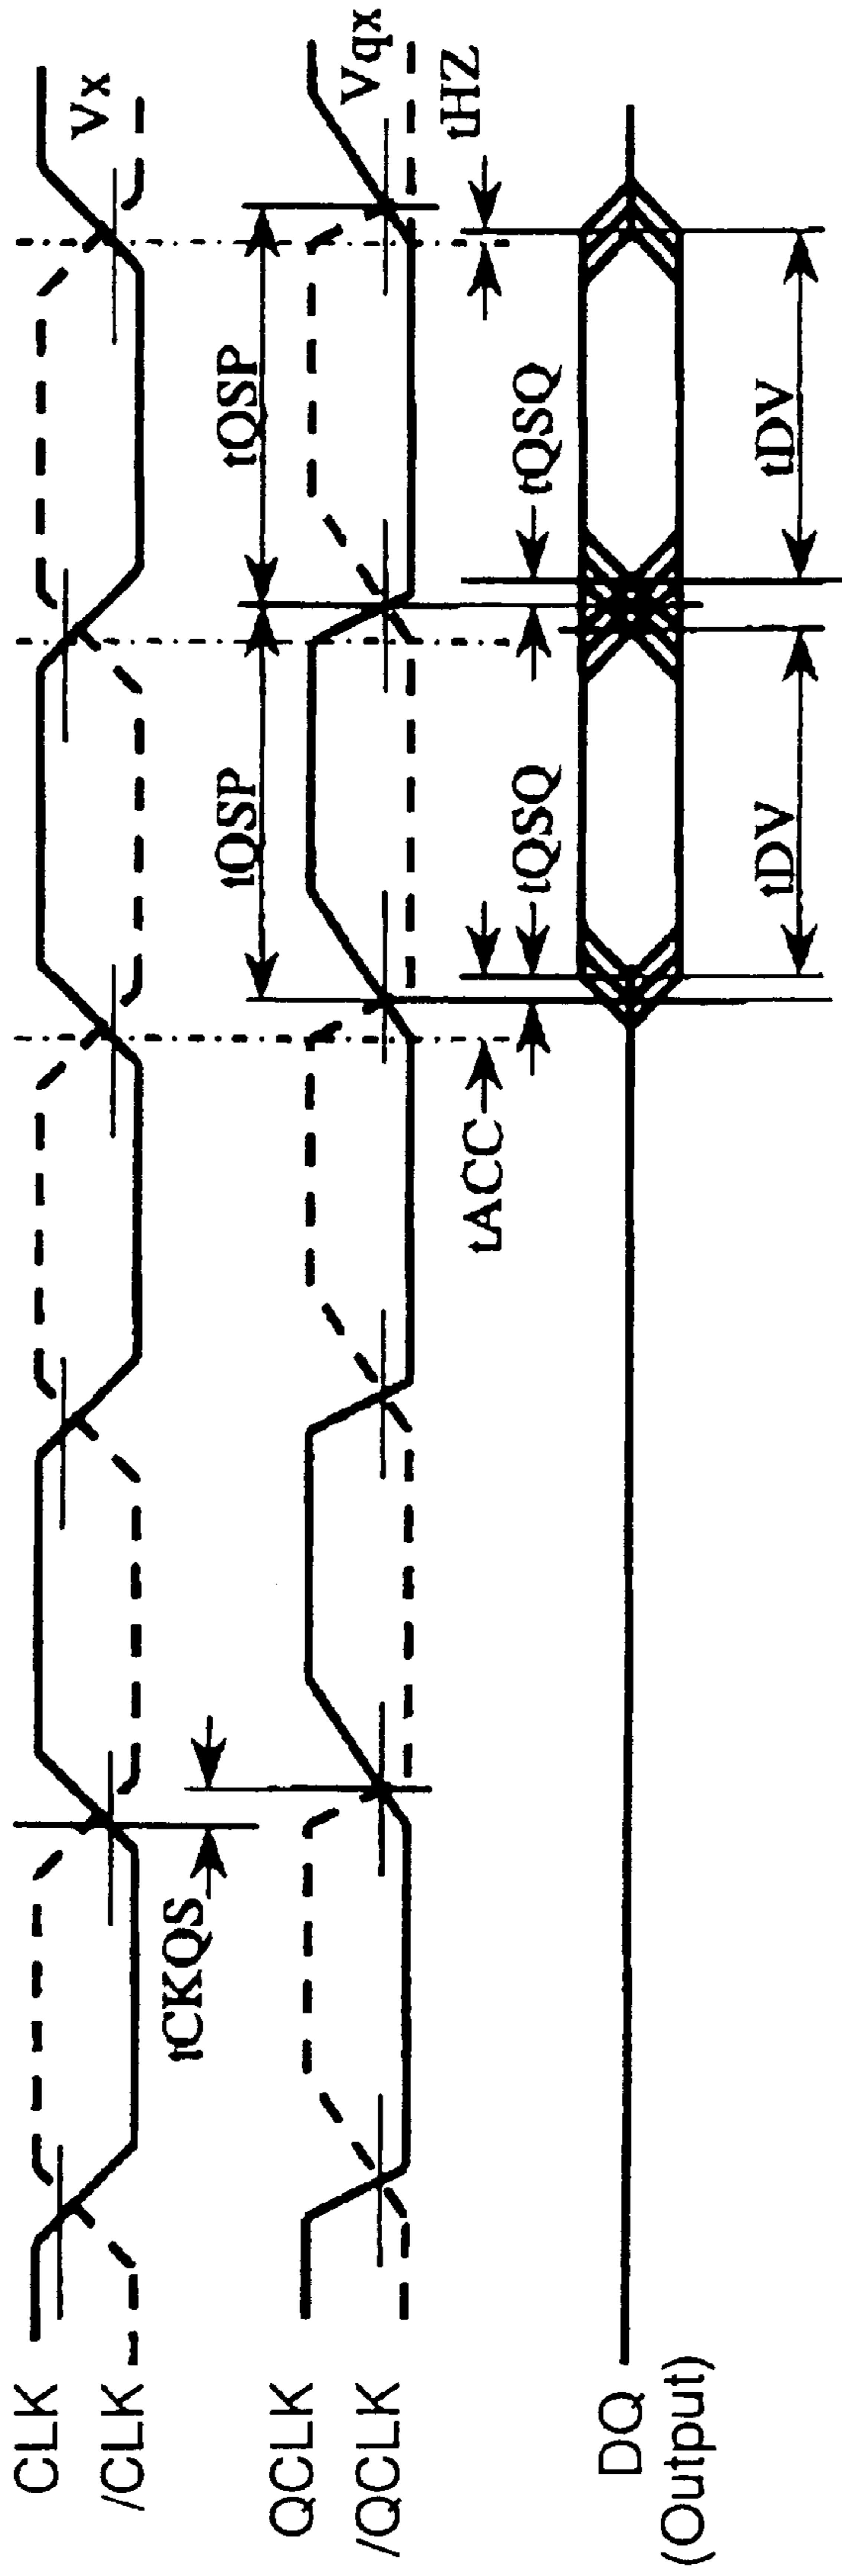 CLK
/CLK
Vx
tCKQS
tQSP
tQSP
QCLK
/QCLK
Vqx
tACC
tHZ
tQSQ
tQSQ
DQ
(Output)
tDV
tDV